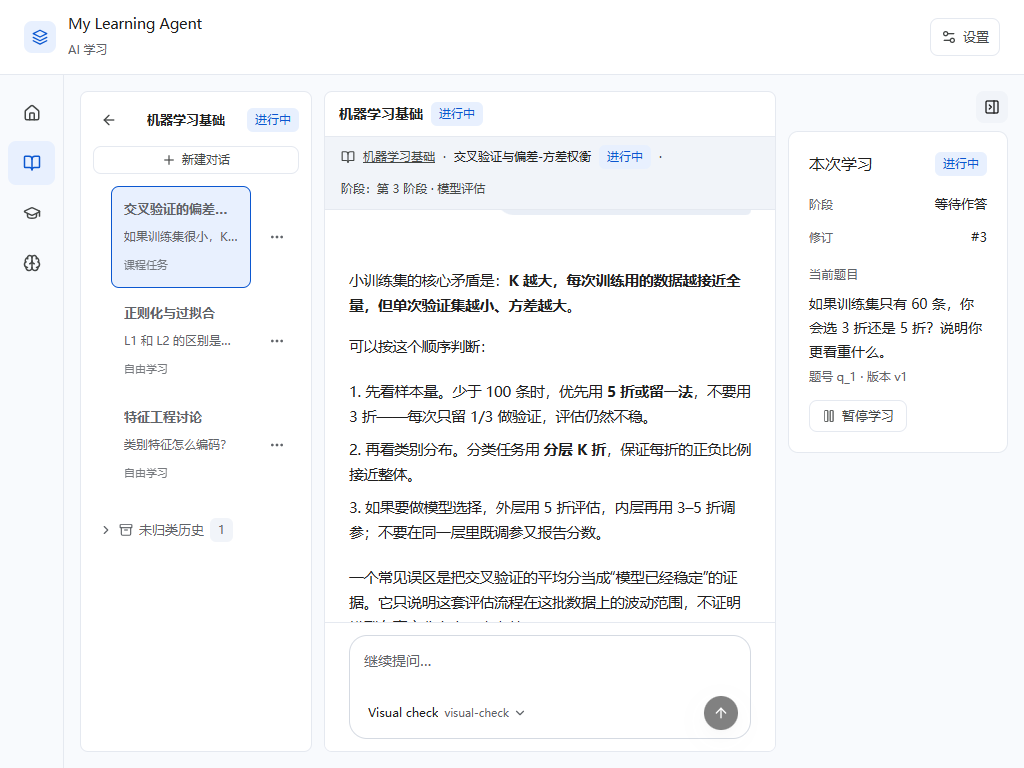 My Learning Agent
AI 学习
设置
机器学习基础
进行中
新建对话
交叉验证的偏差...
如果训练集很小，K...
课程任务
正则化与过拟合
L1 和 L2 的区别是...
自由学习
特征工程讨论
类别特征怎么编码？
自由学习
未归类历史 1
机器学习基础 进行中
机器学习基础 · 交叉验证与偏差-方差权衡 进行中 ·
阶段：第 3 阶段 · 模型评估
小训练集的核心矛盾是：K 越大，每次训练用的数据越接近全
量，但单次验证集越小、方差越大。
可以按这个顺序判断：
1. 先看样本量。少于 100 条时，优先用 5 折或留一法，不要用
3 折——每次只留 1/3 做验证，评估仍然不稳。
2. 再看类别分布。分类任务用 分层 K 折，保证每折的正负比例
接近整体。
3. 如果要做模型选择，外层用 5 折评估，内层再用 3–5 折调
参；不要在同一层里既调参又报告分数。
一个常见误区是把交叉验证的平均分当成“模型已经稳定”的证
据。它只说明这套评估流程在这批数据上的波动范围，不证明
继续提问...
Visual check visual-check
本次学习 进行中
阶段 等待作答
修订 #3
当前题目
如果训练集只有 60 条，你
会选 3 折还是 5 折？说明你
更看重什么。
题号 q_1 · 版本 v1
暂停学习